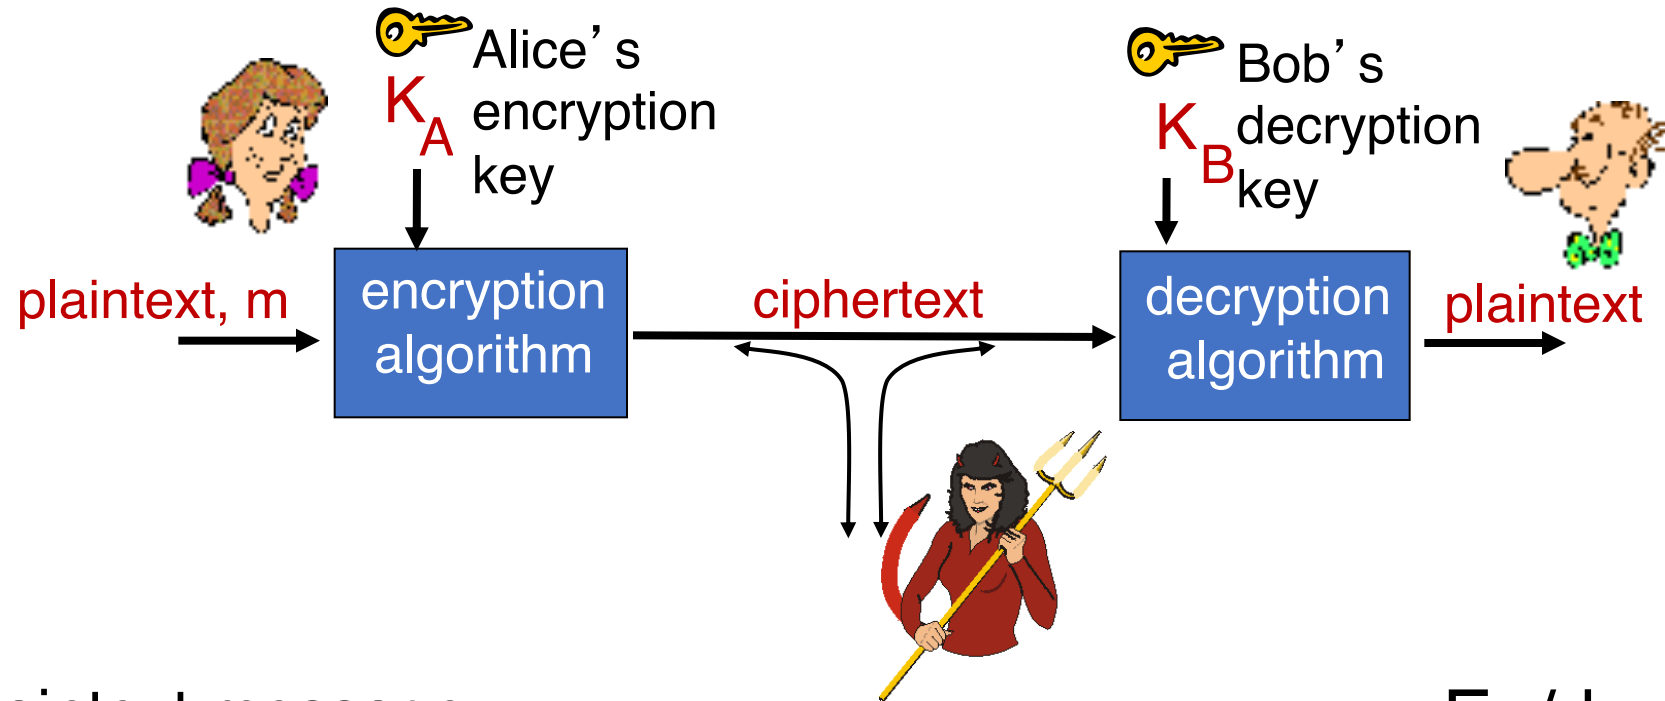 Alice's
encryption
key
K
A
Bob's
decryption
key
K
B
plaintext, m
encryption
algorithm
ciphertext
decryption
algorithm
plaintext